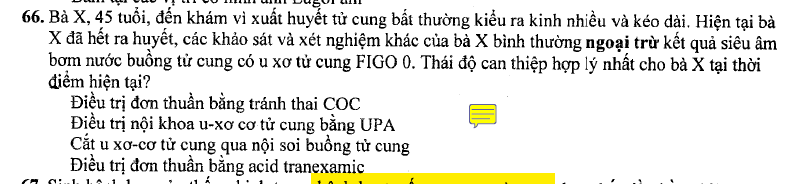 66. Bà X, 45 tuổi, đến khám vì xuất huyết tử cung bất thường kiểu ra kinh nhiều và kéo dài. Hiện tại bà
X đã hết ra huyết, các khảo sát và xét nghiệm khác của bà X bình thường ngoại trừ kết quả siêu âm
bơm nước buồng tử cung có u xơ tử cung FIGO 0. Thái độ can thiệp hợp lý nhất cho bà X tại thời
điểm hiện tại?
Điều trị đơn thuần bằng tránh thai COC
Điều trị nội khoa u-xơ cơ tử cung bằng UPA
Cắt u xơ-cơ tử cung qua nội soi buồng tử cung
Điều trị đơn thuần bằng acid tranexamic